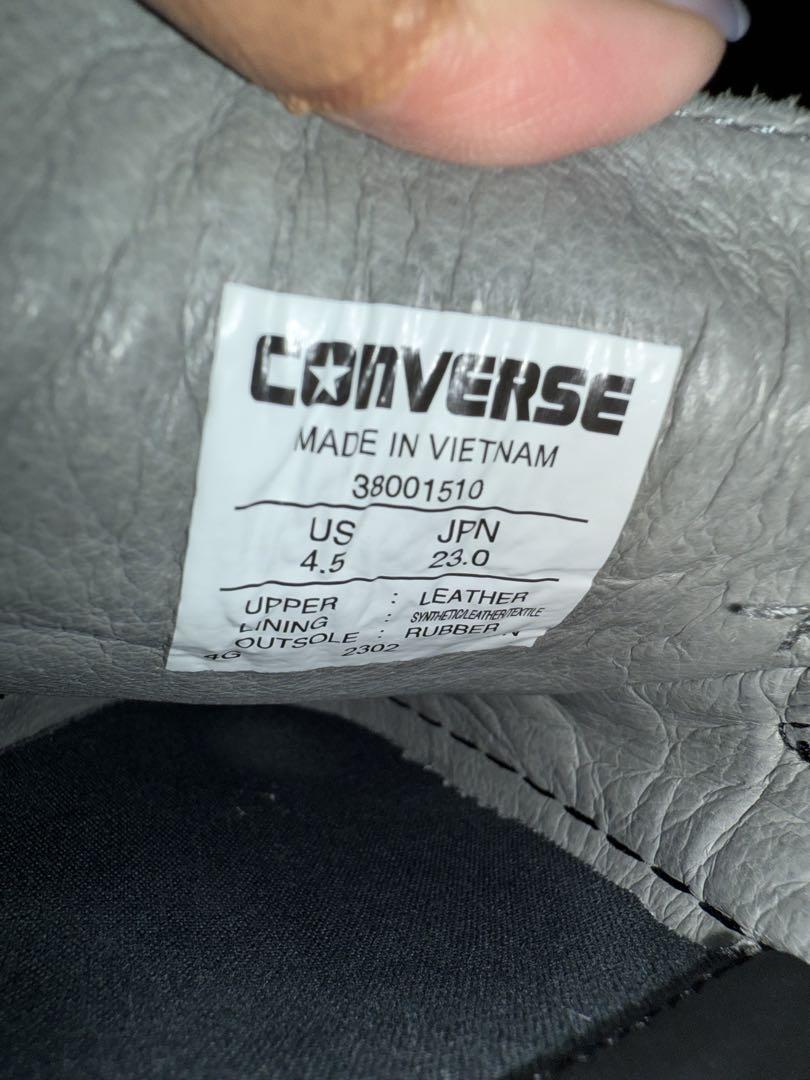 CONVERSE
MADE IN VIETNAM
38001510
US JPN
4.5 23.0
UPPER : LEATHER
LINING : SYNTHETIC/LEATHER/TEXTILE
OUTSOLE : RUBBER
4G 2302